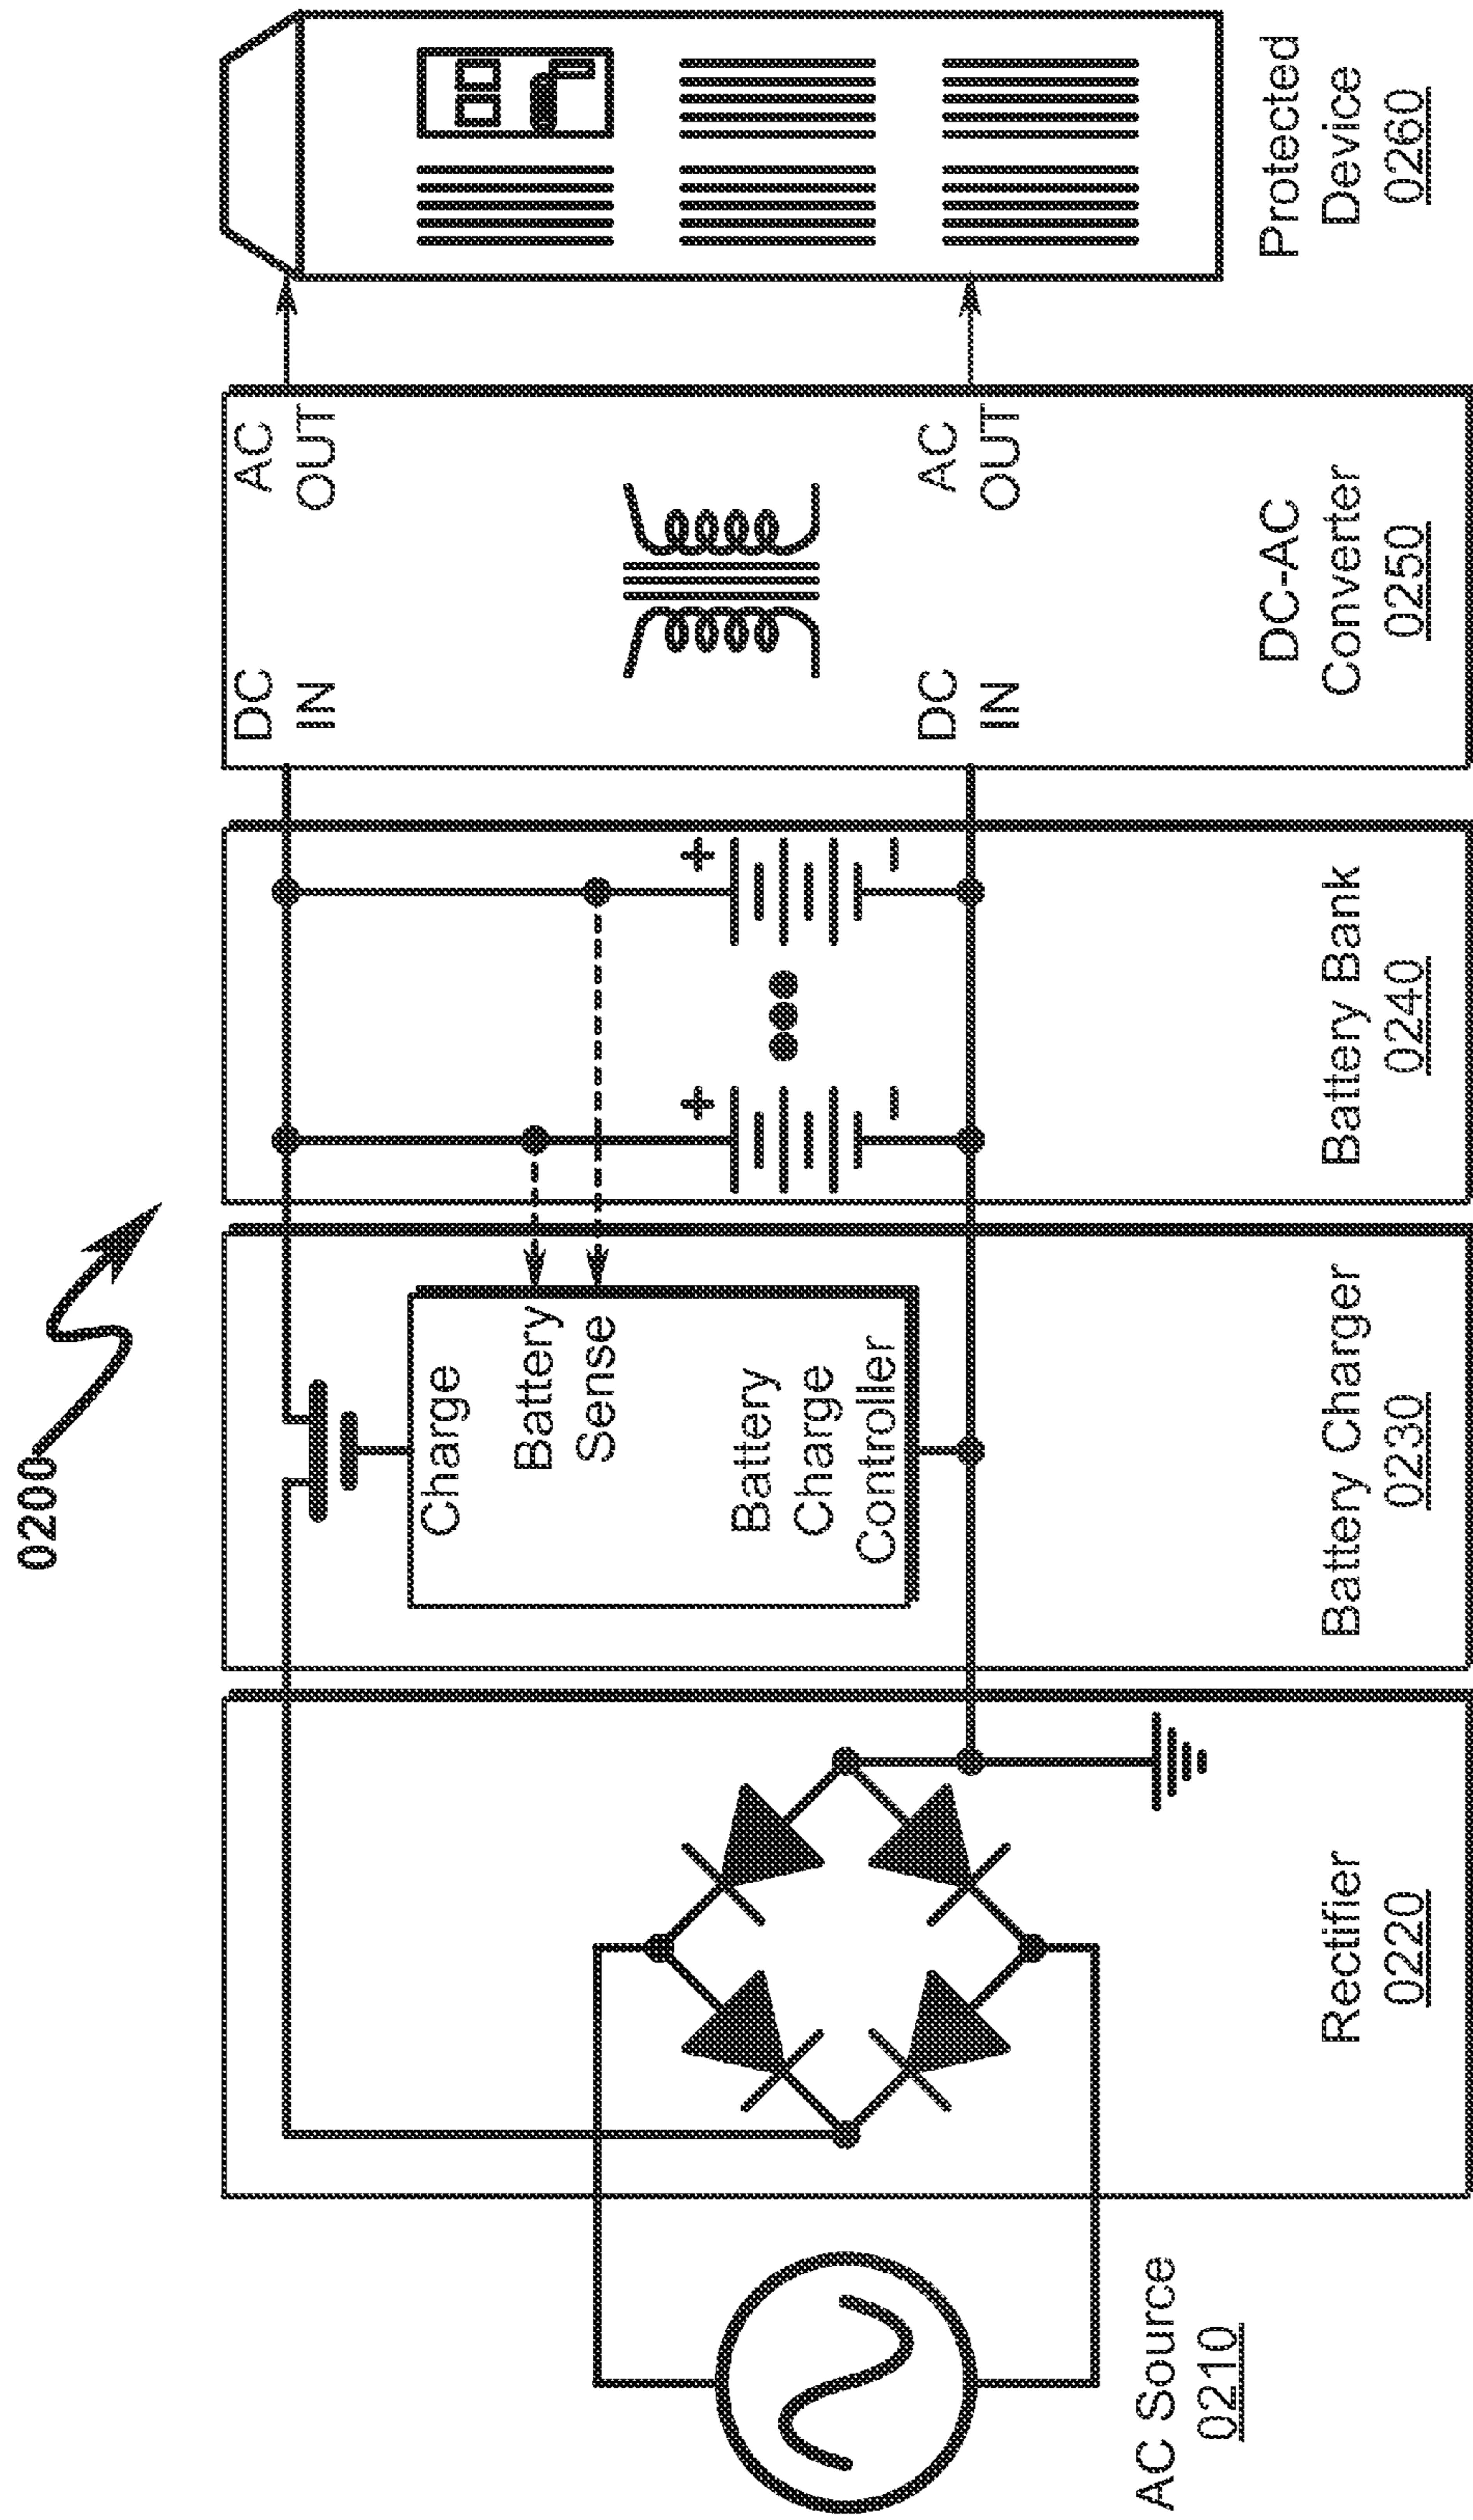 0200
AC Source
0210
Rectifier
0220
Charge
Battery
Sense
Battery
Charge
Controller
Battery Charger
0230
+
−
+
−
Battery Bank
0240
DC
IN
AC
OUT
DC
IN
AC
OUT
DC-AC
Converter
0250
Protected
Device
0260